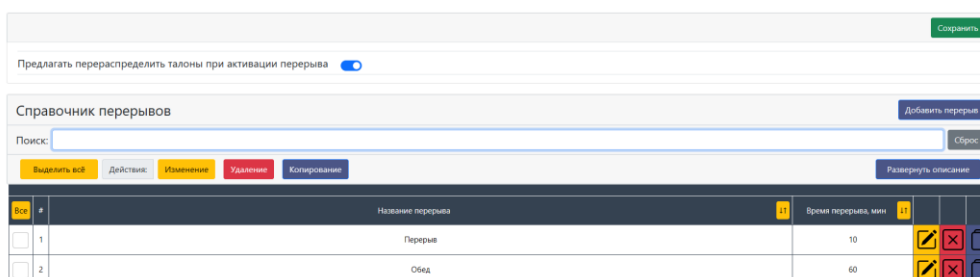 Сохранить
Предлагать перераспределить талоны при активации перерыва
Справочник перерывов
Добавить перерыв
Поиск:
Сброс
Выделить всё Действия: Изменение Удаление Копирование Развернуть описание
Все # Название перерыва Время перерыва, мин
1 Перерыв 10
2 Обед 60